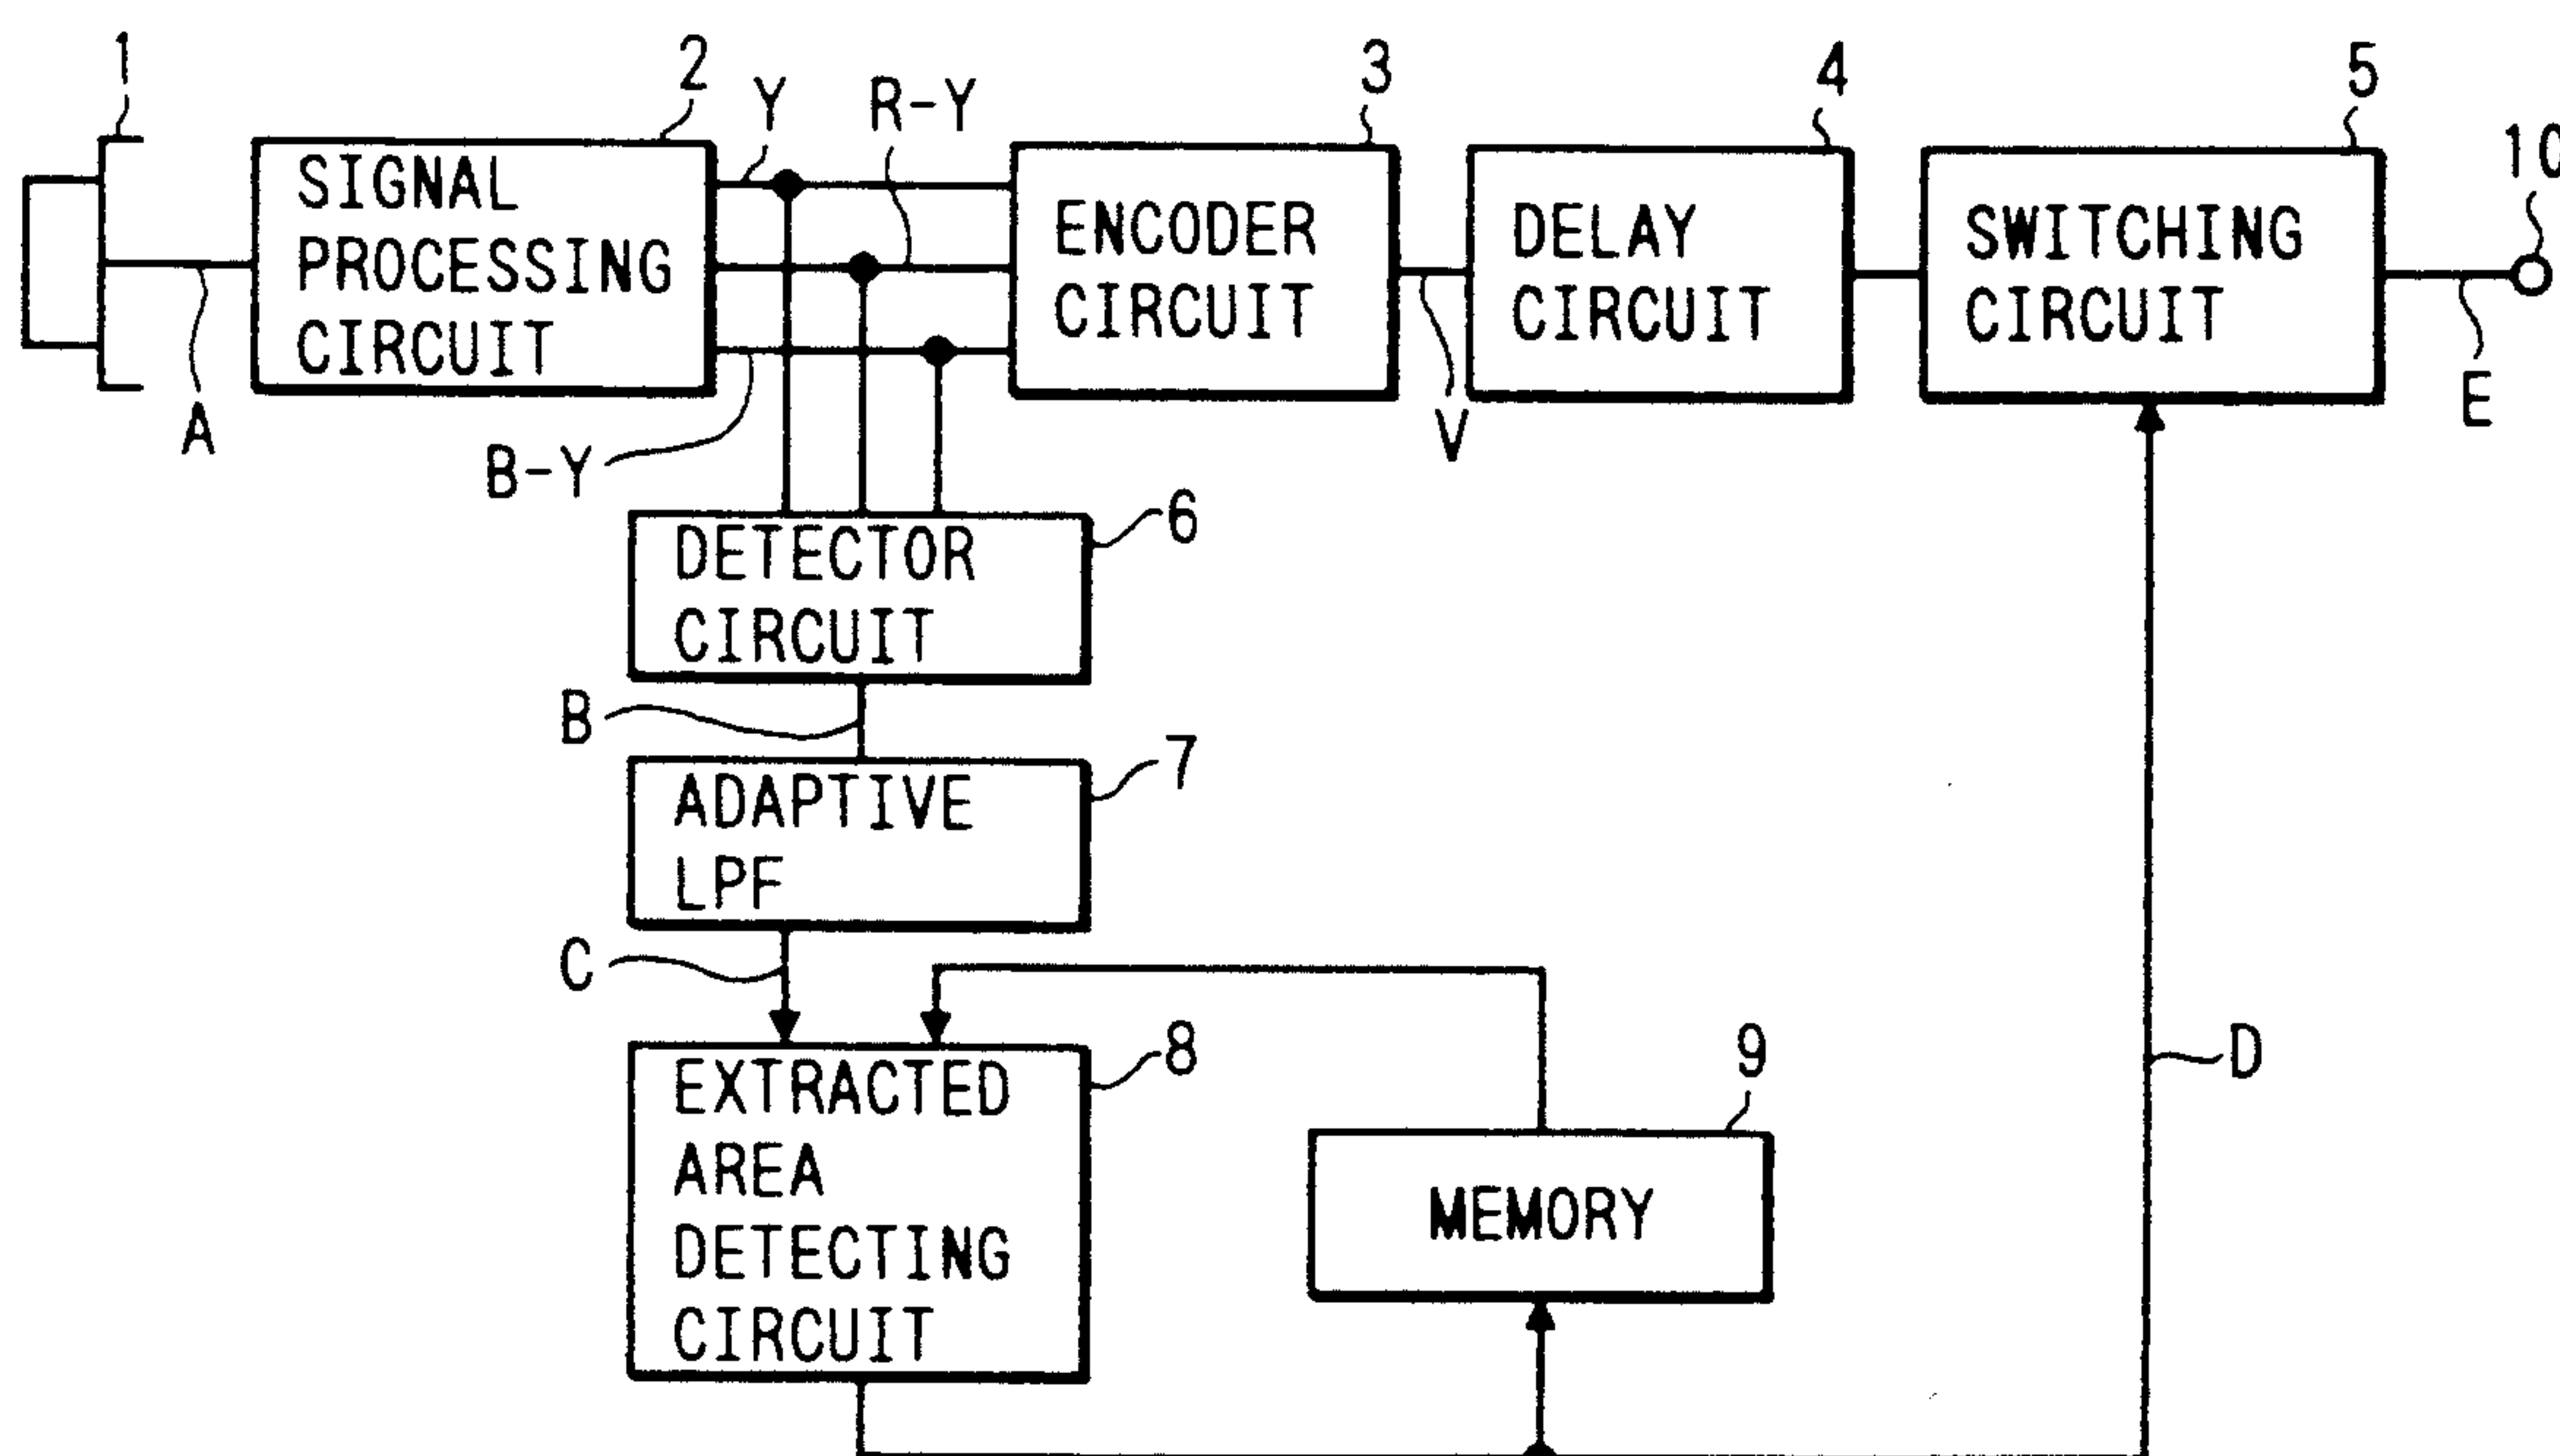 1
2
Y
R-Y
3
4
5
10
SIGNAL
PROCESSING
CIRCUIT
ENCODER
CIRCUIT
DELAY
CIRCUIT
SWITCHING
CIRCUIT
A
B-Y
V
E
DETECTOR
CIRCUIT
6
B
ADAPTIVE
LPF
7
C
EXTRACTED
AREA
DETECTING
CIRCUIT
8
9
MEMORY
D